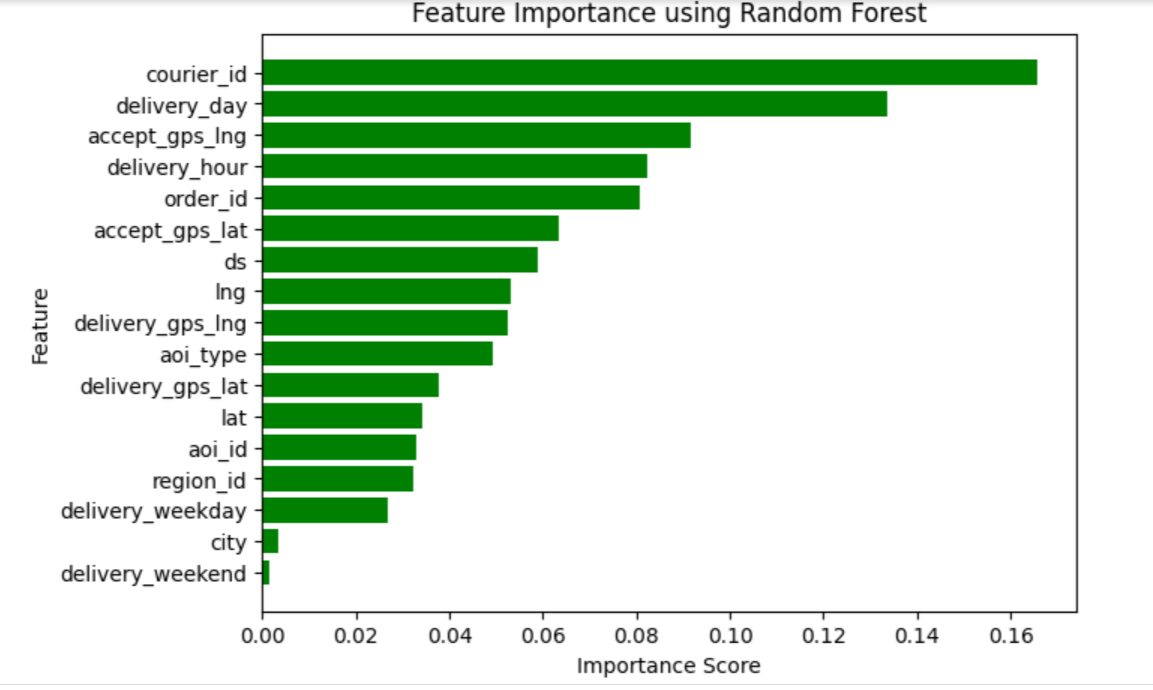 Feature Importance using Random Forest
courier_id
delivery_day
accept_gps_lng
delivery_hour
order_id
accept_gps_lat
ds
lng
delivery_gps_lng
aoi_type
delivery_gps_lat
lat
aoi_id
region_id
delivery_weekday
city
delivery_weekend
Feature
0.00 0.02 0.04 0.06 0.08 0.10 0.12 0.14 0.16
Importance Score